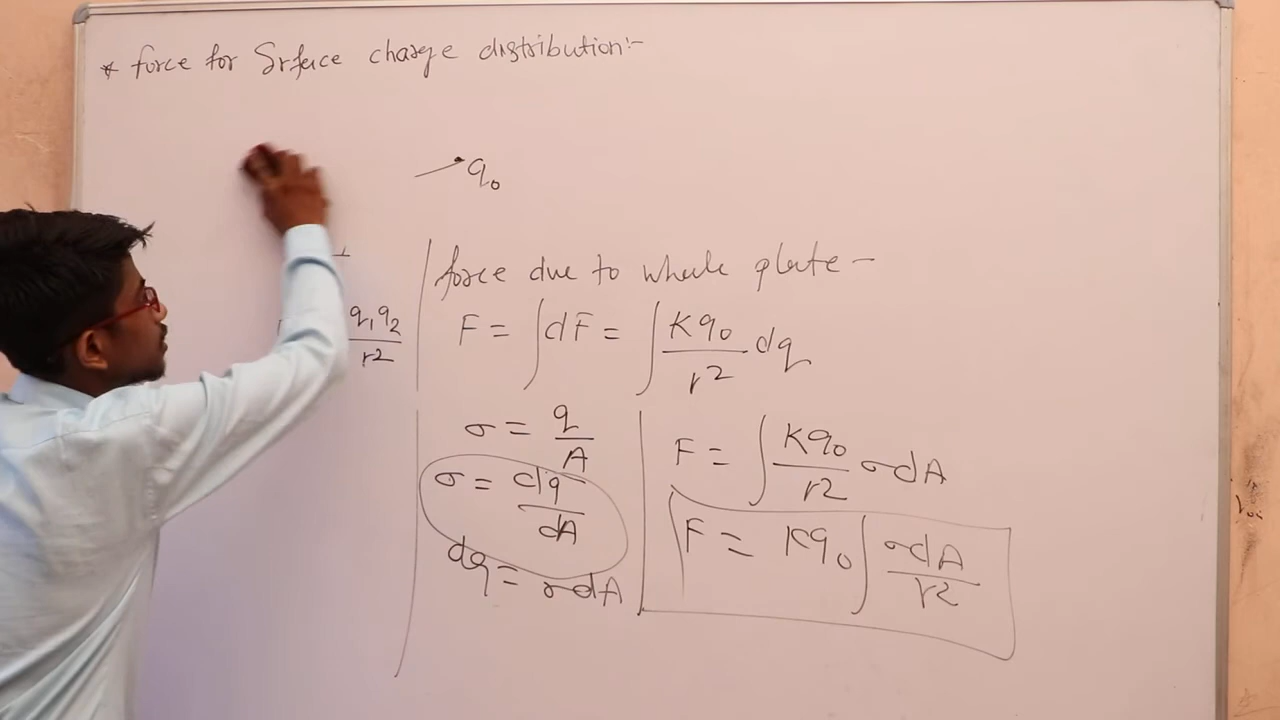 * force for Srface charge distribution:-
q₀
q₁q₂
r²
force due to whole plate -
F = ∫dF = ∫ Kq₀/r² dq
σ = q/A
σ = dq/dA
dq = σdA
F = ∫ Kq₀/r² σdA
F = Kq₀ ∫ σdA/r²